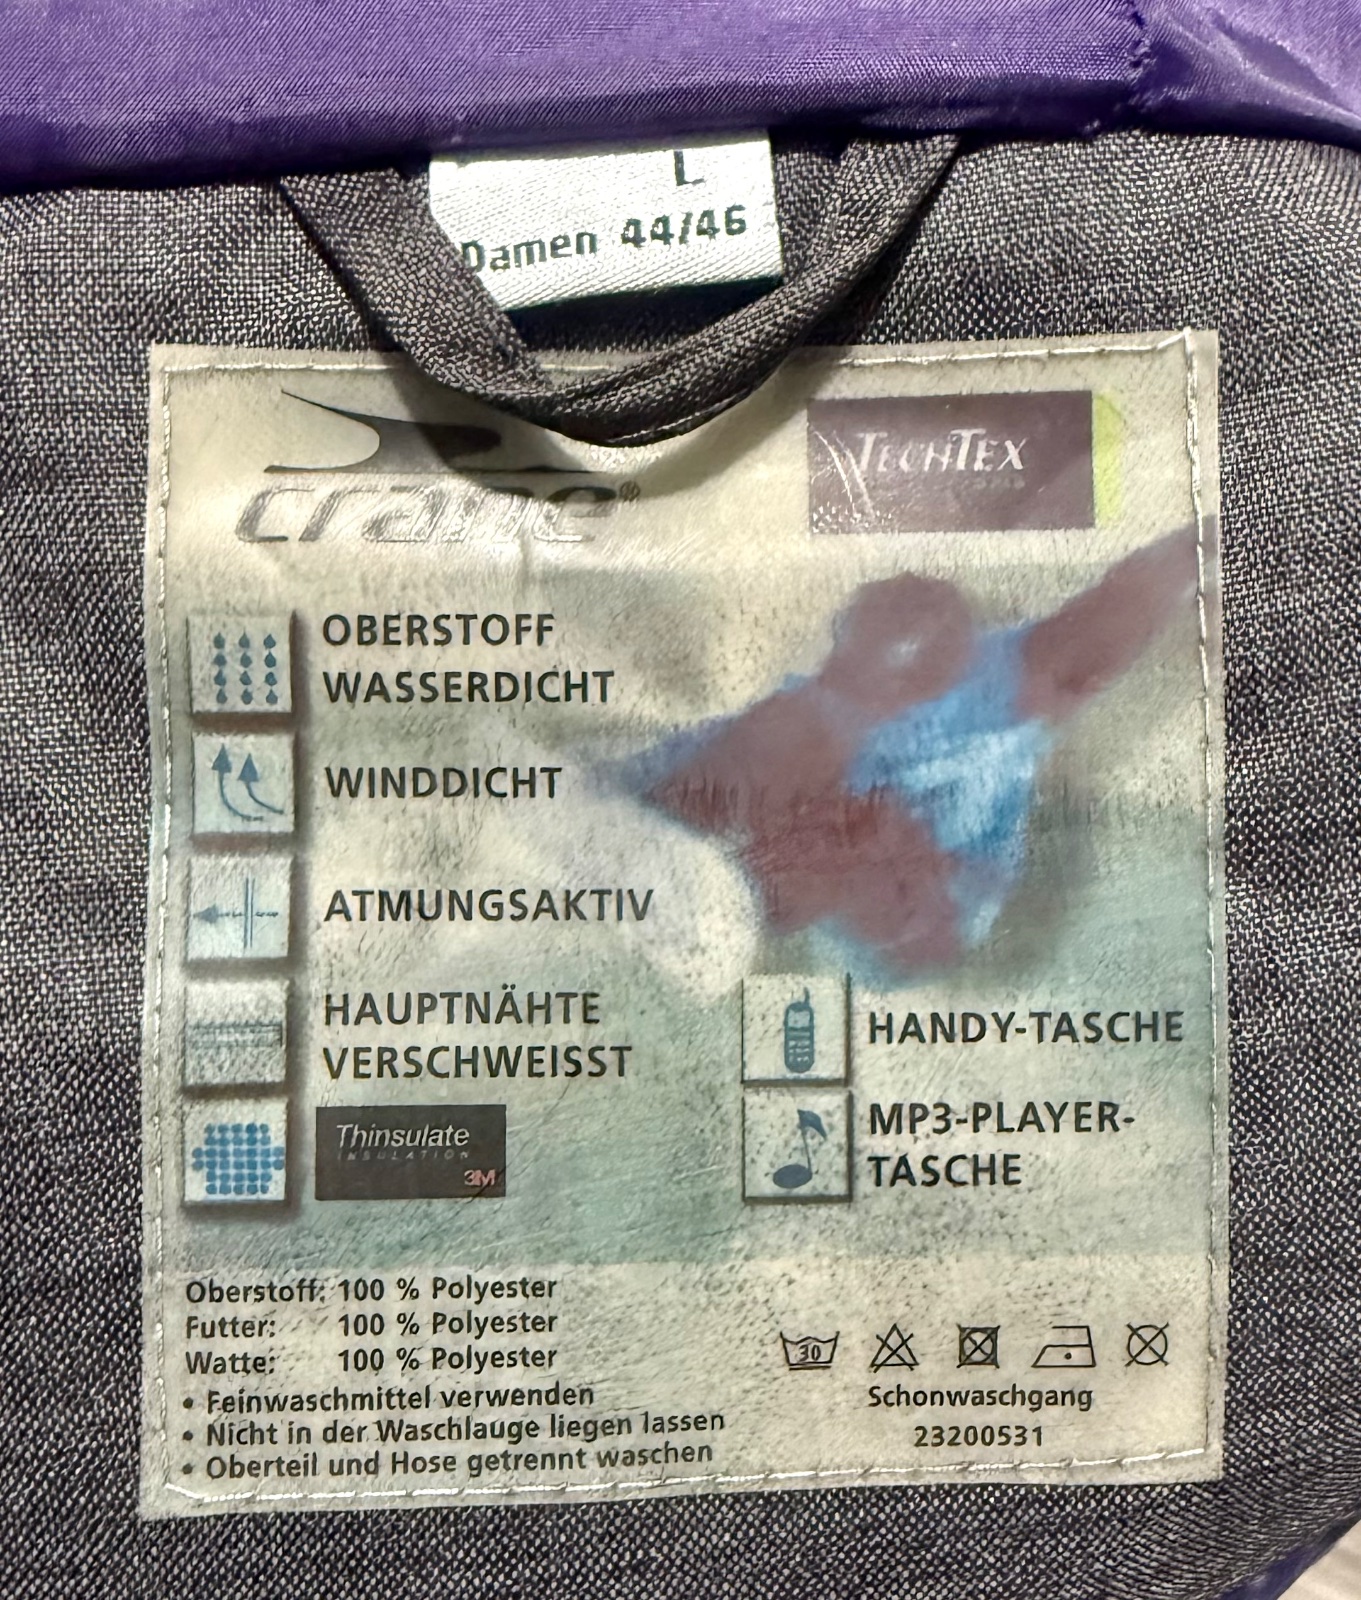 L
Damen 44/46
crane®
TECHTEX
OBERSTOFF
WASSERDICHT
WINDDICHT
ATMUNGSAKTIV
HAUPTNÄHTE
VERSCHWEISST
Thinsulate
INSULATION
3M
HANDY-TASCHE
MP3-PLAYER-
TASCHE
Oberstoff: 100 % Polyester
Futter: 100 % Polyester
Watte: 100 % Polyester
• Feinwaschmittel verwenden
• Nicht in der Waschlauge liegen lassen
• Oberteil und Hose getrennt waschen
30
Schonwaschgang
23200531